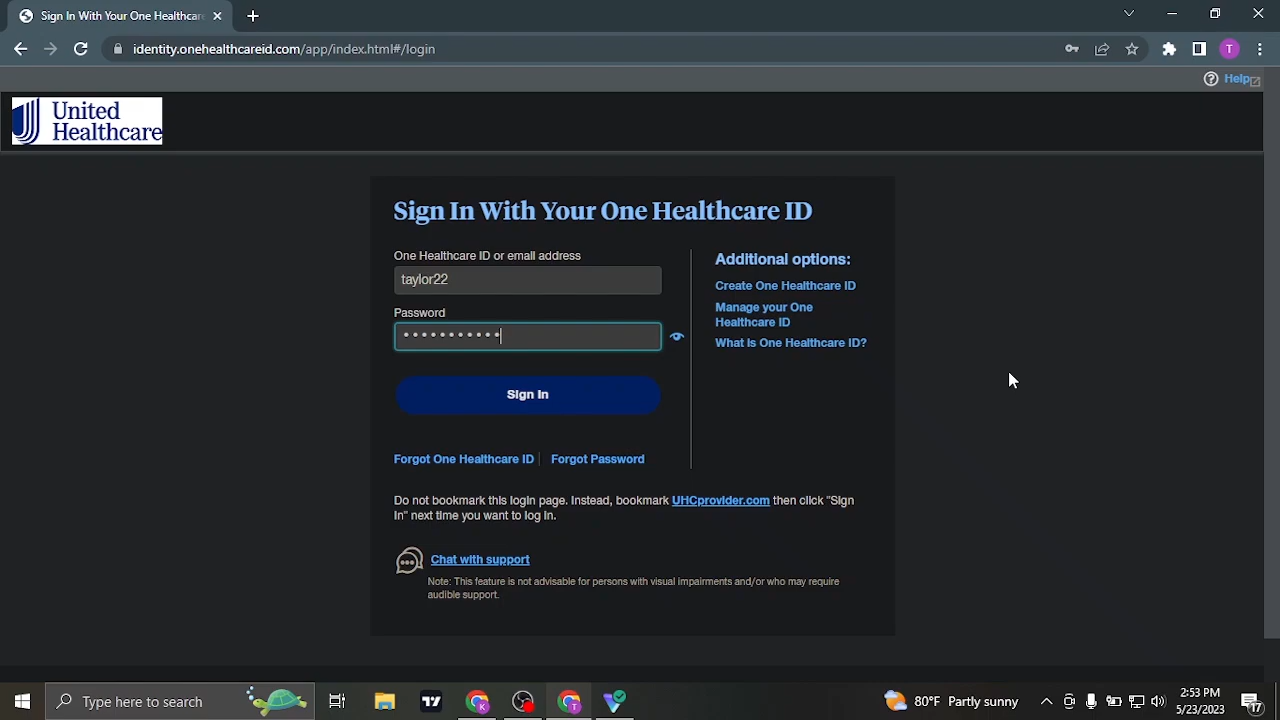 Sign In With Your One Healthcare
identity.onehealthcareid.com/app/index.html#/login
T
Help
United
Healthcare
Sign In With Your One Healthcare ID
One Healthcare ID or email address
taylor22
Password
•••••••••••
Sign In
Forgot One Healthcare ID
Forgot Password
Additional options:
Create One Healthcare ID
Manage your One
Healthcare ID
What is One Healthcare ID?
Do not bookmark this login page. Instead, bookmark UHCprovider.com then click "Sign
In" next time you want to log in.
Chat with support
Note: This feature is not advisable for persons with visual impairments and/or who may require
audible support.
Type here to search
K
T
80°F Partly sunny
2:53 PM
5/23/2023
17